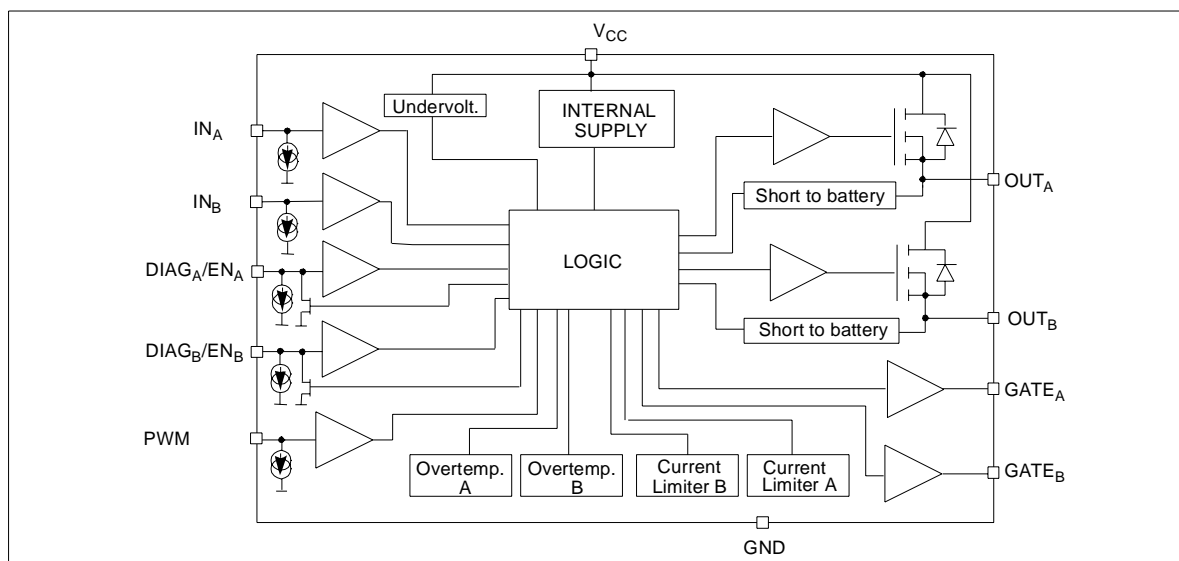 VCC
Undervolt.
INTERNAL
SUPPLY
INA
INB
DIAGA/ENA
DIAGB/ENB
PWM
LOGIC
Short to battery
OUTA
Short to battery
OUTB
GATEA
GATEB
Overtemp.
A
Overtemp.
B
Current
Limiter B
Current
Limiter A
GND